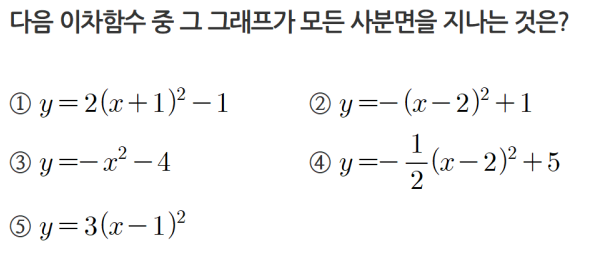 다음 이차함수 중 그 그래프가 모든 사분면을 지나는 것은?
① y=2(x+1)²−1 ② y=−(x−2)²+1
③ y=−x²−4 ④ y=−\frac{1}{2}(x−2)²+5
⑤ y=3(x−1)²